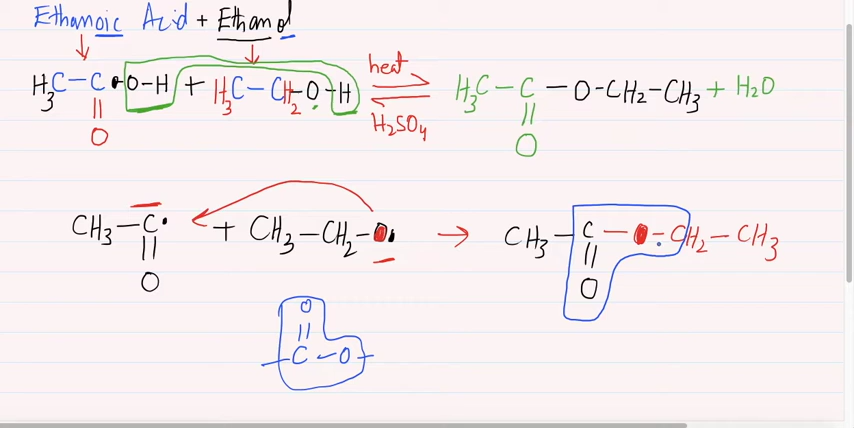 Ethanoic Acid + Ethanol
H3C-C-O-H + H3C-CH2-O-H heat H3C-C-O-CH2-CH3 + H2O
O H2SO4 O
CH3-C + CH3-CH2-O → CH3-C-O-CH2-CH3
O O
O
C-O